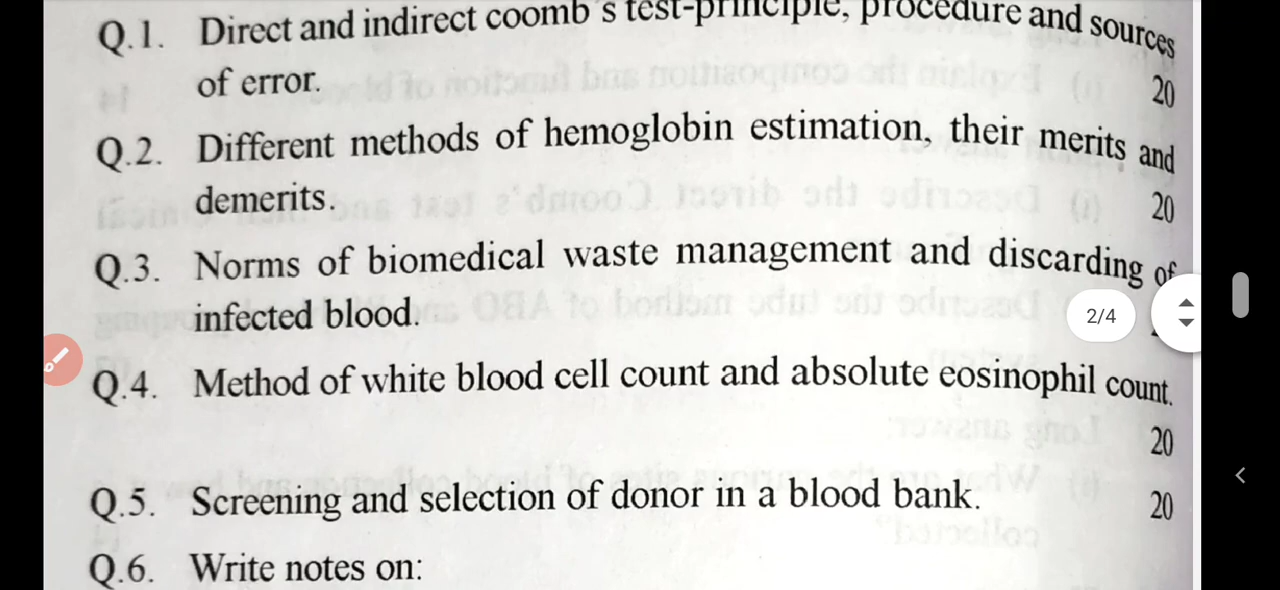 Q.1. Direct and indirect coomb's test-principle, procedure and sources
of error. 20
Q.2. Different methods of hemoglobin estimation, their merits and
demerits. 20
Q.3. Norms of biomedical waste management and discarding of
infected blood.
2/4
Q.4. Method of white blood cell count and absolute eosinophil count.
20
Q.5. Screening and selection of donor in a blood bank. 20
Q.6. Write notes on: